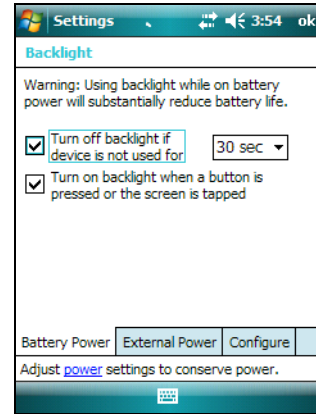 Settings 3:54 ok
Backlight
Warning: Using backlight while on battery
power will substantially reduce battery life.
Turn off backlight if
device is not used for 30 sec
Turn on backlight when a button is
pressed or the screen is tapped
Battery Power External Power Configure
Adjust power settings to conserve power.